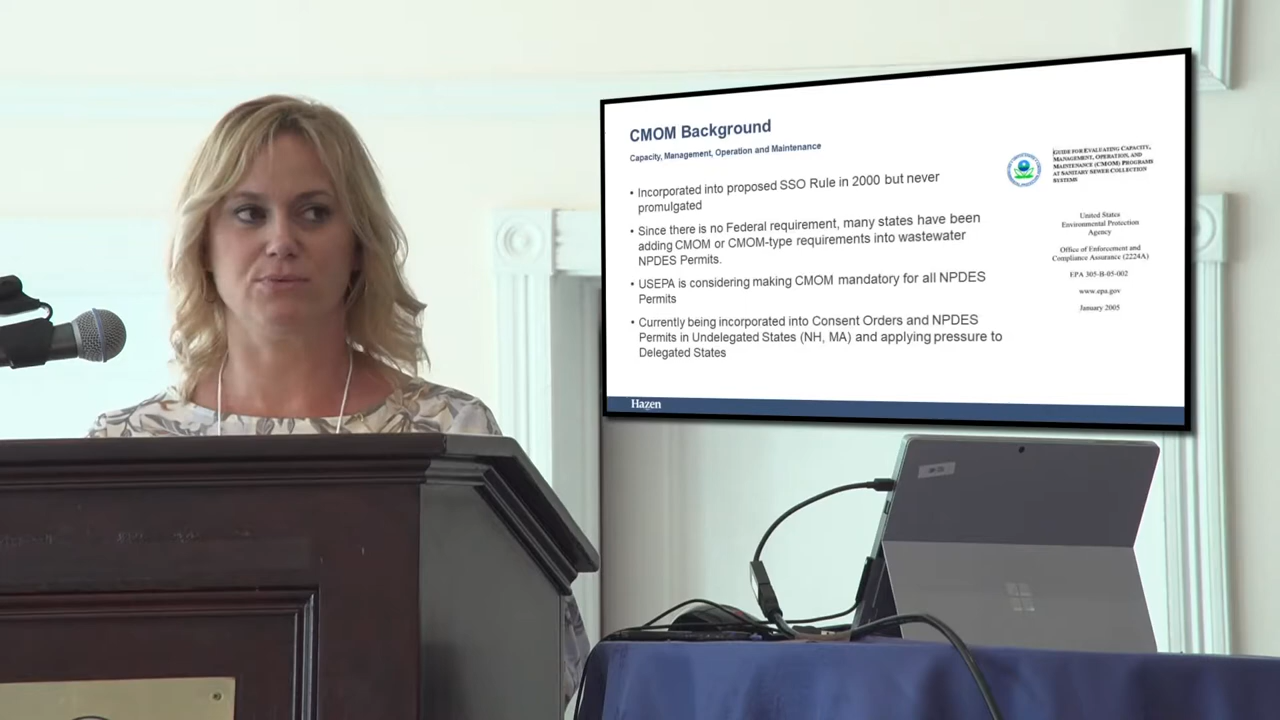 CMOM Background
Capacity, Management, Operation and Maintenance
• Incorporated into proposed SSO Rule in 2000 but never
promulgated
• Since there is no Federal requirement, many states have been
adding CMOM or CMOM-type requirements into wastewater
NPDES Permits.
• USEPA is considering making CMOM mandatory for all NPDES
Permits
• Currently being incorporated into Consent Orders and NPDES
Permits in Undelegated States (NH, MA) and applying pressure to
Delegated States
GUIDE FOR EVALUATING CAPACITY,
MANAGEMENT, OPERATION, AND
MAINTENANCE (CMOM) PROGRAMS
AT SANITARY SEWER COLLECTION
SYSTEMS
United States
Environmental Protection
Agency
Office of Enforcement and
Compliance Assurance (2224A)
EPA 305-B-05-002
www.epa.gov
January 2005
Hazen